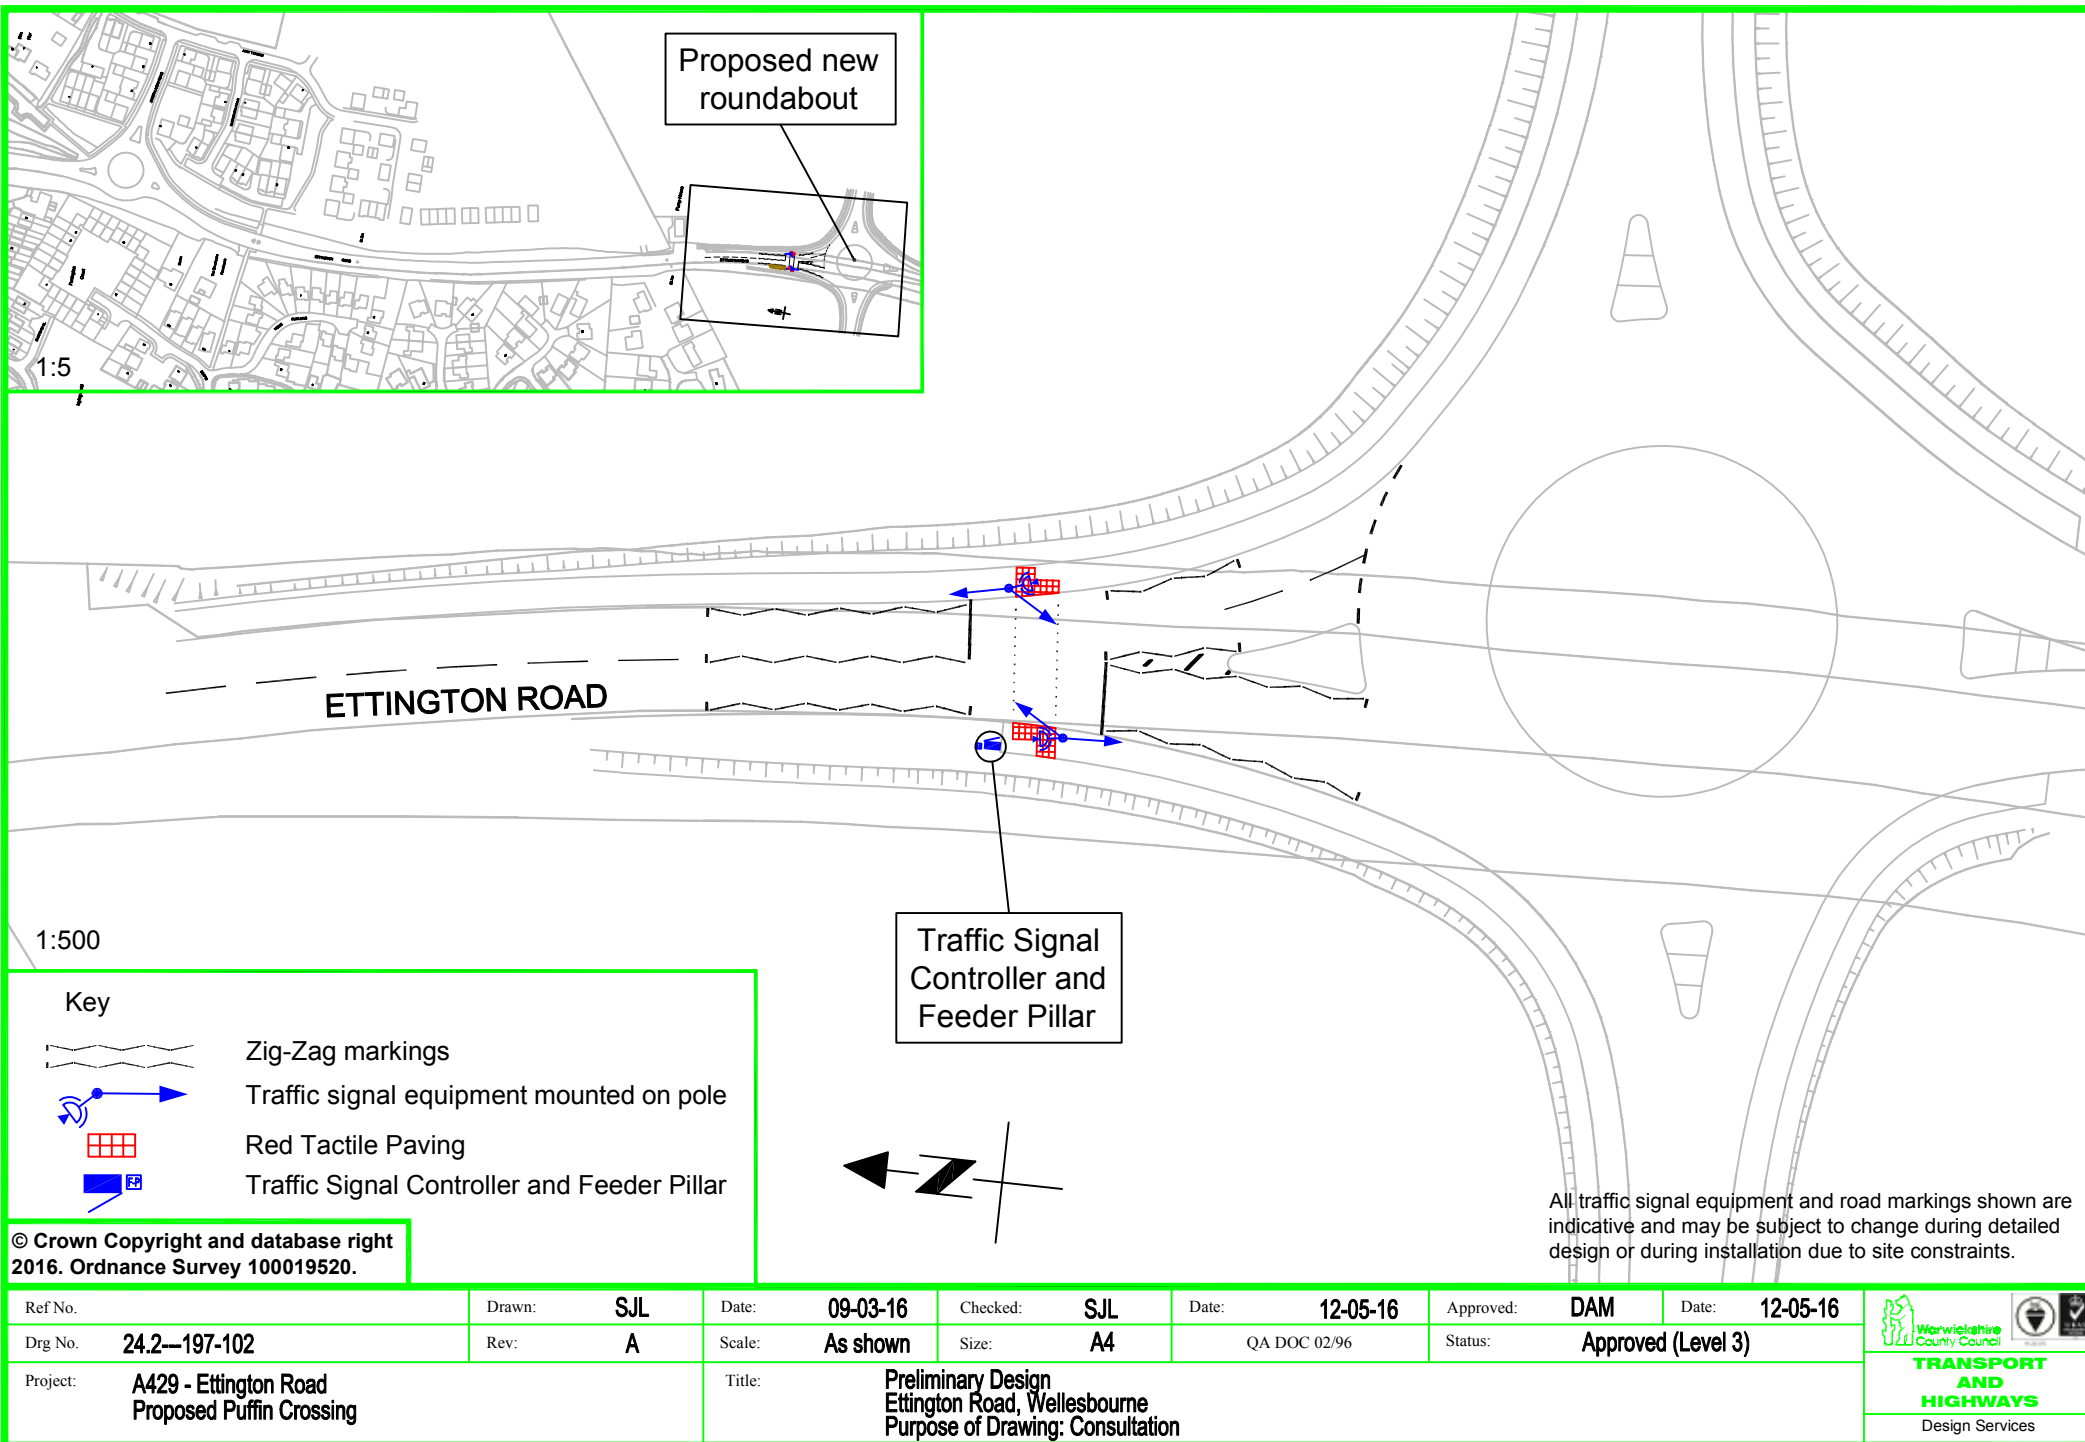 Proposed new
roundabout
1:5
ETTINGTON ROAD
Traffic Signal
Controller and
Feeder Pillar
1:500
Key
Zig-Zag markings
Traffic signal equipment mounted on pole
Red Tactile Paving
F·P
Traffic Signal Controller and Feeder Pillar
N
© Crown Copyright and database right
2016. Ordnance Survey 100019520.
All traffic signal equipment and road markings shown are
indicative and may be subject to change during detailed
design or during installation due to site constraints.
Ref No. Drawn: SJL Date: 09-03-16 Checked: SJL Date: 12-05-16 Approved: DAM Date: 12-05-16
Drg No. 24.2---197-102 Rev: A Scale: As shown Size: A4 QA DOC 02/96 Status: Approved (Level 3)
Project: A429 - Ettington Road
Proposed Puffin Crossing
Title: Preliminary Design
Ettington Road, Wellesbourne
Purpose of Drawing: Consultation
Warwickshire
County Council
TRANSPORT
AND
HIGHWAYS
Design Services